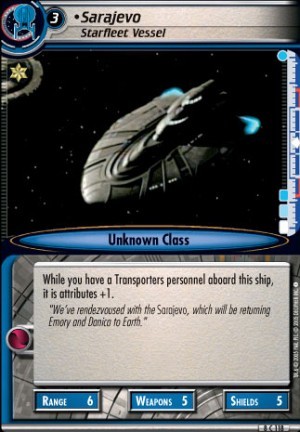 3
•Sarajevo
Starfleet Vessel
Unknown Class
While you have a Transporters personnel aboard this ship,
it is attributes +1.
"We've rendezvoused with the Sarajevo, which will be returning
Emory and Danica to Earth."
RANGE 6
WEAPONS 5
SHIELDS 5